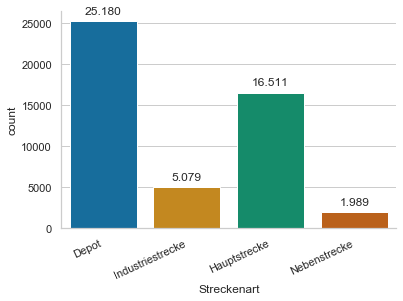 25.180
25000
20000
16.511
15000
count
10000
5.079
5000
1.989
0
Depot
Industriestrecke
Hauptstrecke
Nebenstrecke
Streckenart